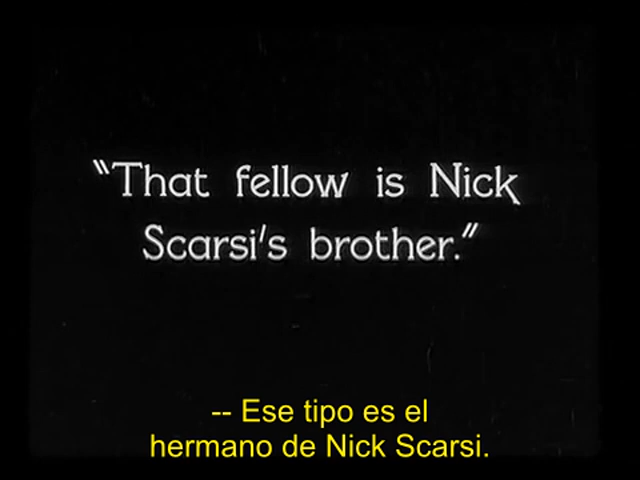 "That fellow is Nick
Scarsi's brother."
-- Ese tipo es el
hermano de Nick Scarsi.